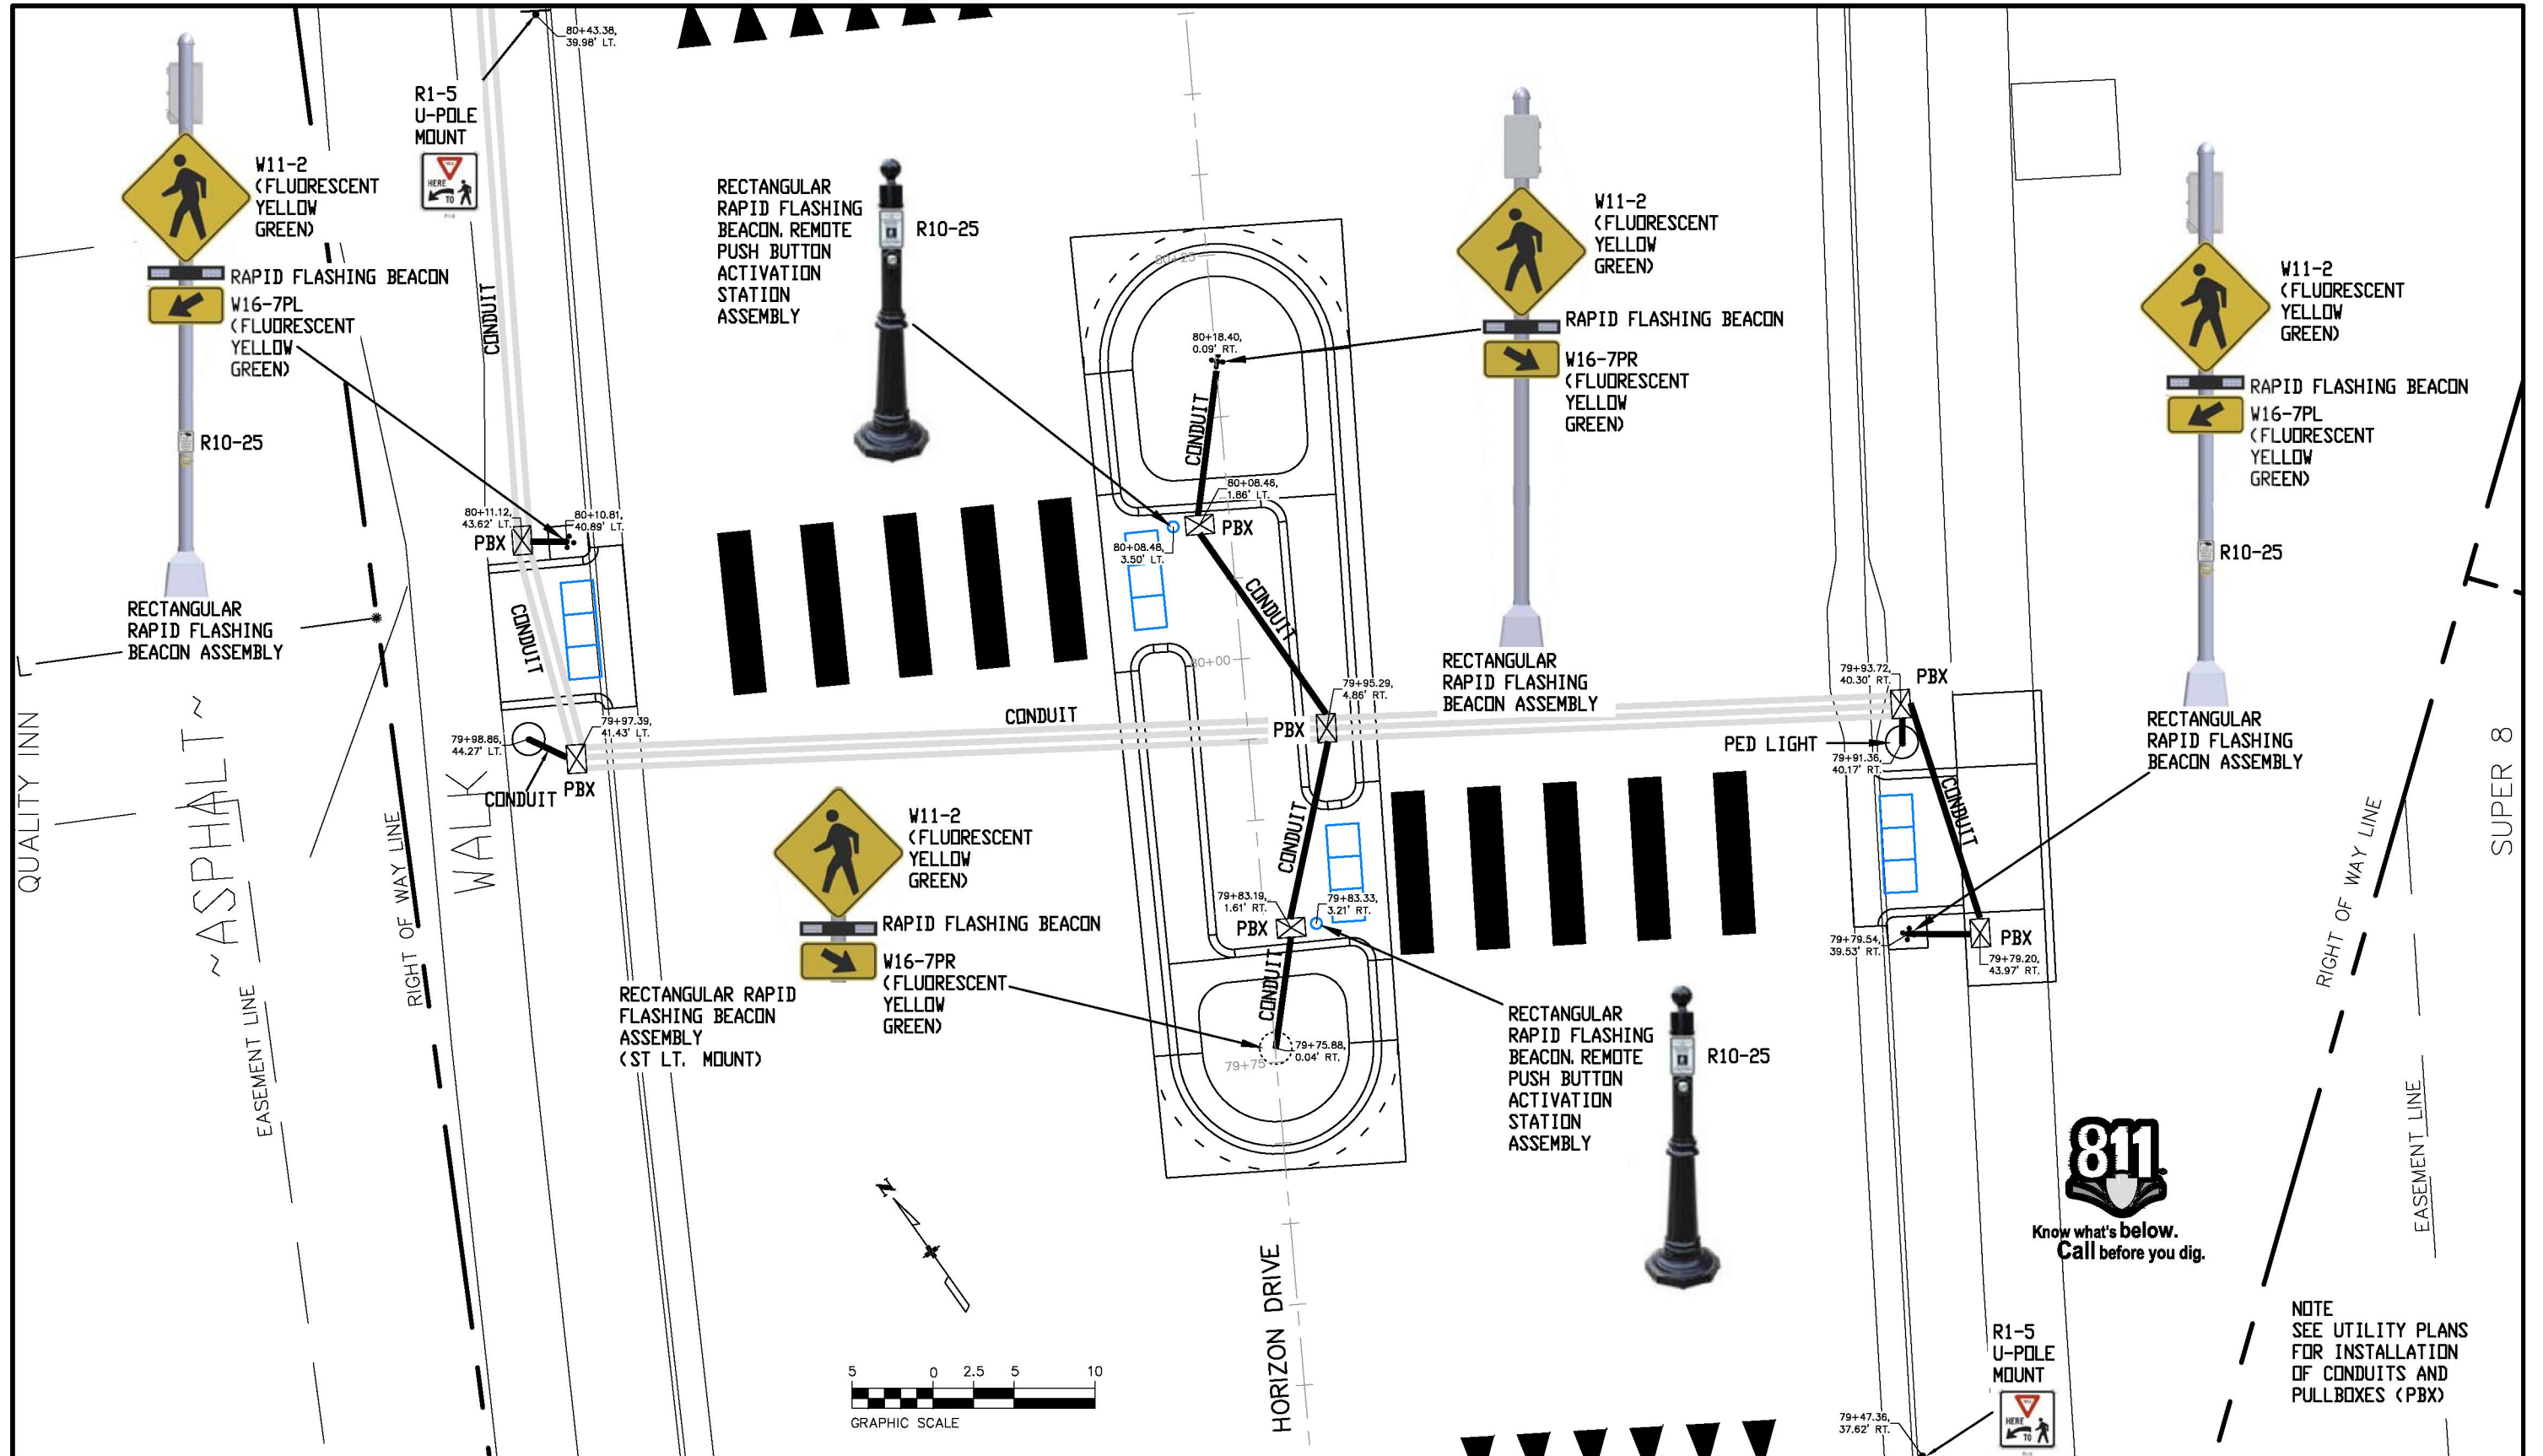 80+43.38,
39.98' LT.
R1-5
U-POLE
MOUNT
HERE
TO
W11-2
(FLUORESCENT
YELLOW
GREEN)
RAPID FLASHING BEACON
W16-7PL
(FLUORESCENT
YELLOW
GREEN)
R10-25
RECTANGULAR
RAPID FLASHING
BEACON ASSEMBLY
CONDUIT
RECTANGULAR
RAPID FLASHING
BEACON, REMOTE
PUSH BUTTON
ACTIVATION
STATION
ASSEMBLY
R10-25
80+25
80+18.40,
0.09' RT.
CONDUIT
W11-2
(FLUORESCENT
YELLOW
GREEN)
RAPID FLASHING BEACON
W16-7PR
(FLUORESCENT
YELLOW
GREEN)
RECTANGULAR
RAPID FLASHING
BEACON ASSEMBLY
W11-2
(FLUORESCENT
YELLOW
GREEN)
RAPID FLASHING BEACON
W16-7PL
(FLUORESCENT
YELLOW
GREEN)
R10-25
RECTANGULAR
RAPID FLASHING
BEACON ASSEMBLY
80+11.12,
43.62' LT.
PBX
80+10.81,
40.89' LT.
CONDUIT
80+08.46,
1.86' LT.
PBX
80+08.48,
3.50' LT.
CONDUIT
80+00
79+95.29,
4.86' RT.
PBX
CONDUIT
79+93.72,
40.30' RT.
PBX
PED LIGHT
79+91.36,
40.17' RT.
CONDUIT
79+98.86,
44.27' LT.
79+97.39,
41.43' LT.
CONDUIT
PBX
QUALITY INN
~ASPHALT~
EASEMENT LINE
RIGHT OF WAY LINE
WALK
W11-2
(FLUORESCENT
YELLOW
GREEN)
RAPID FLASHING BEACON
W16-7PR
(FLUORESCENT
YELLOW
GREEN)
RECTANGULAR RAPID
FLASHING BEACON
ASSEMBLY
(ST LT. MOUNT)
CONDUIT
79+83.19,
1.61' RT.
PBX
79+83.33,
3.21' RT.
CONDUIT
79+75.88,
0.04' RT.
79+75
RECTANGULAR
RAPID FLASHING
BEACON, REMOTE
PUSH BUTTON
ACTIVATION
STATION
ASSEMBLY
R10-25
79+79.54,
39.53' RT.
PBX
79+79.20,
43.97' RT.
SUPER 8
RIGHT OF WAY LINE
EASEMENT LINE
N
5 0 2.5 5 10
GRAPHIC SCALE
HORIZON DRIVE
811
Know what's below.
Call before you dig.
R1-5
U-POLE
MOUNT
HERE
TO
79+47.36,
37.62' RT.
NOTE
SEE UTILITY PLANS
FOR INSTALLATION
OF CONDUITS AND
PULLBOXES (PBX)